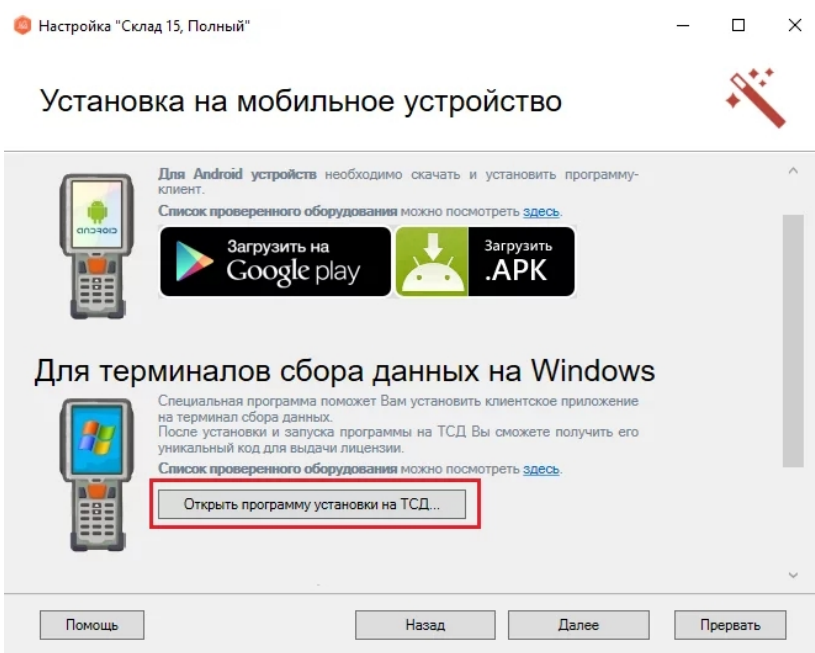 Настройка "Склад 15, Полный"
Установка на мобильное устройство
Для Android устройств необходимо скачать и установить программу-
клиент.
Список проверенного оборудования можно посмотреть здесь.
android
Загрузить на
Google play
Загрузить
.APK
Для терминалов сбора данных на Windows
Специальная программа поможет Вам установить клиентское приложение
на терминал сбора данных.
После установки и запуска программы на ТСД Вы сможете получить его
уникальный код для выдачи лицензии.
Список проверенного оборудования можно посмотреть здесь.
Открыть программу установки на ТСД...
Помощь
Назад
Далее
Прервать